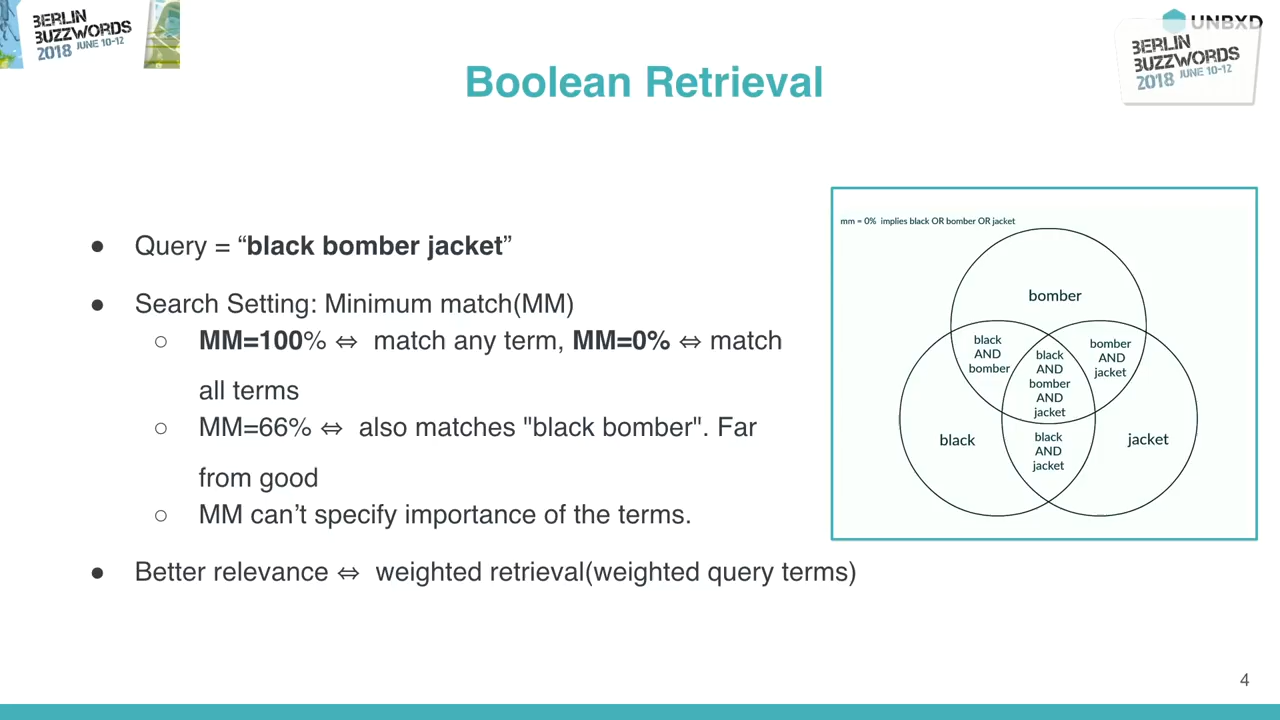 BERLIN
BUZZWORDS
2018 JUNE 10-12
UNBXD
BERLIN
BUZZWORDS
2018 JUNE 10-12
Boolean Retrieval
● Query = “black bomber jacket”
● Search Setting: Minimum match(MM)
○ MM=100% ⇔ match any term, MM=0% ⇔ match
all terms
○ MM=66% ⇔ also matches "black bomber". Far
from good
○ MM can’t specify importance of the terms.
● Better relevance ⇔ weighted retrieval(weighted query terms)
mm = 0% implies black OR bomber OR jacket
bomber
black
AND
bomber
black
AND
bomber
AND
jacket
bomber
AND
jacket
black
black
AND
jacket
jacket
4